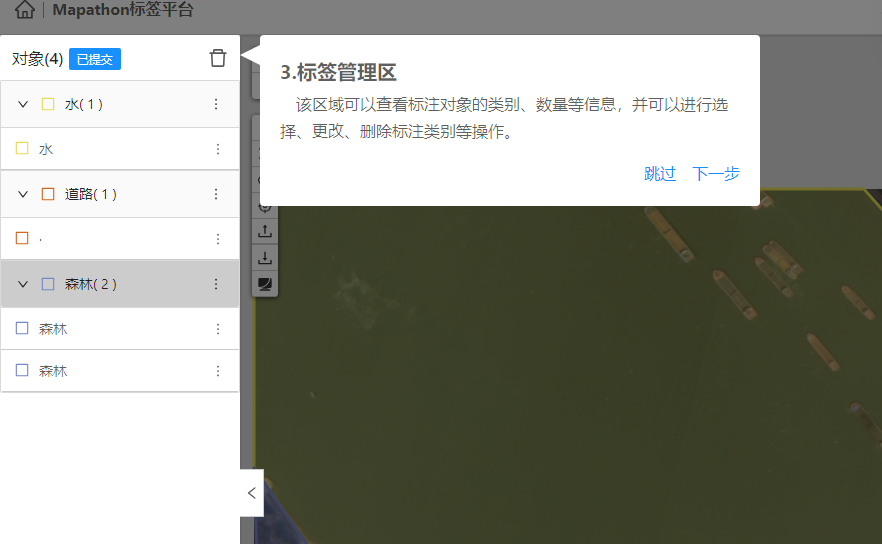 Mapathon标签平台
对象(4) 已提交
水( 1 )
水
道路( 1 )
.
森林( 2 )
森林
森林
3.标签管理区
该区域可以查看标注对象的类别、数量等信息，并可以进行选
择、更改、删除标注类别等操作。
跳过 下一步